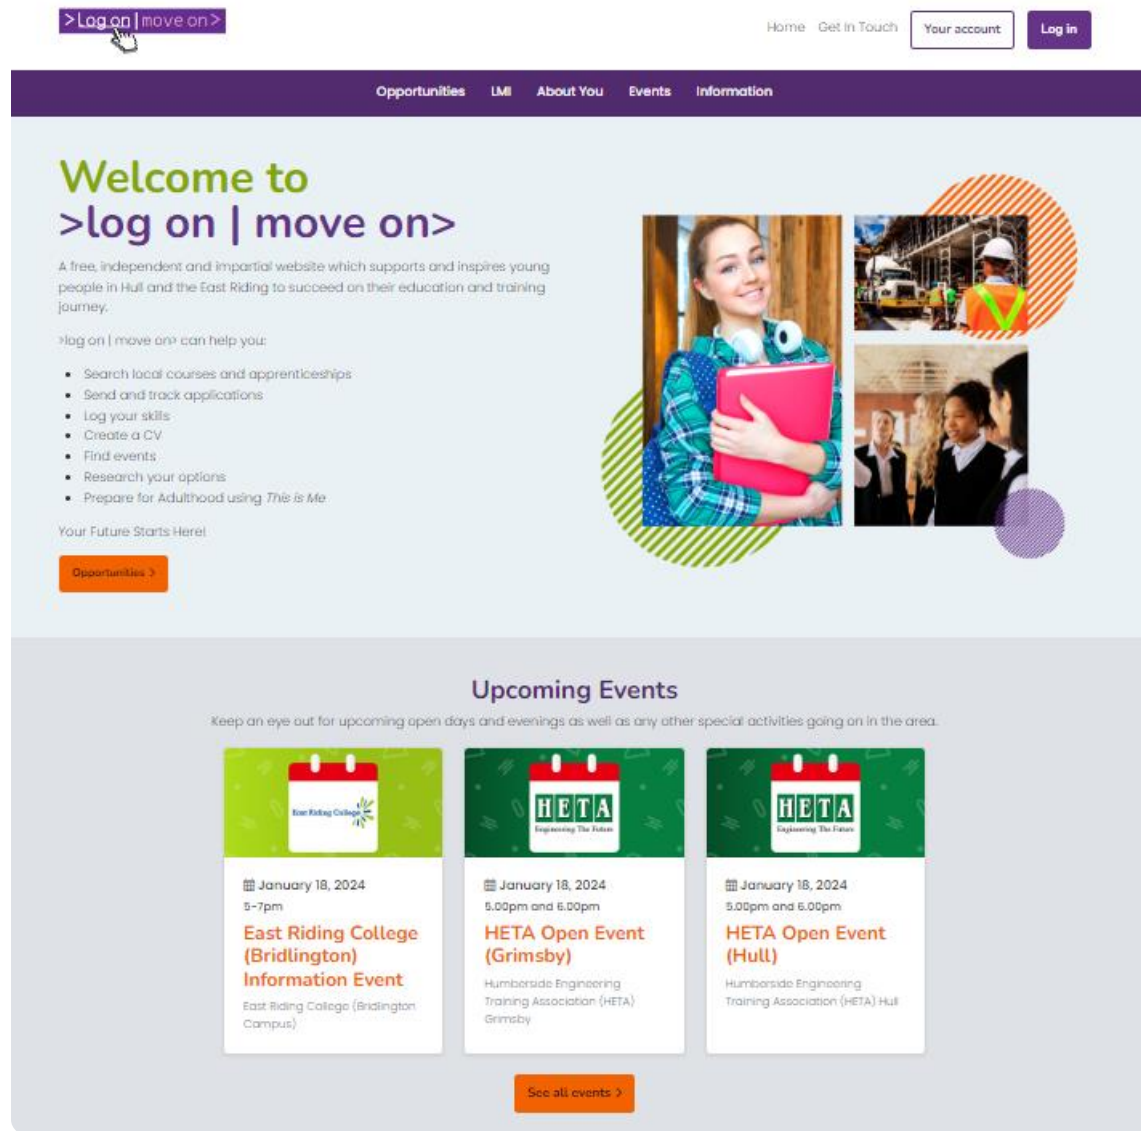 >Log on | move on>
Home Get In Touch Your account Log in
Opportunities LMI About You Events Information
Welcome to
>log on | move on>
A free, independent and impartial website which supports and inspires young
people in Hull and the East Riding to succeed on their education and training
journey.
>log on | move on> can help you:
Search local courses and apprenticeships
Send and track applications
Log your skills
Create a CV
Find events
Research your options
Prepare for Adulthood using This is Me
Your Future Starts Here!
Opportunities >
Upcoming Events
Keep an eye out for upcoming open days and evenings as well as any other special activities going on in the area.
East Riding College
January 18, 2024
5-7pm
East Riding College
(Bridlington)
Information Event
East Riding College (Bridlington
Campus)
HETA
Engineering The Future
January 18, 2024
5.00pm and 6.00pm
HETA Open Event
(Grimsby)
Humberside Engineering
Training Association (HETA)
Grimsby
HETA
Engineering The Future
January 18, 2024
5.00pm and 6.00pm
HETA Open Event
(Hull)
Humberside Engineering
Training Association (HETA) Hull
See all events >